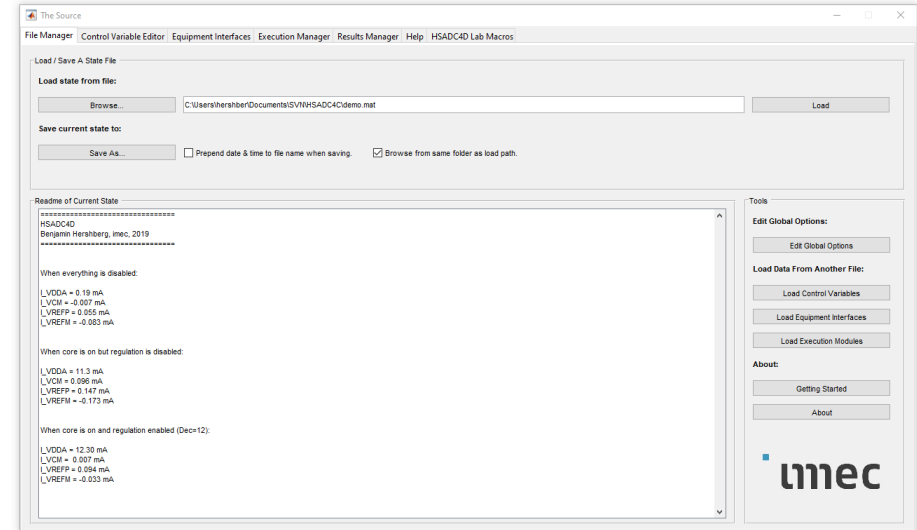 The Source
File Manager Control Variable Editor Equipment Interfaces Execution Manager Results Manager Help HSADC4D Lab Macros
Load / Save A State File
Load state from file:
Browse... C:\Users\hershber\Documents\SVN\HSADC4C\demo.mat Load
Save current state to:
Save As... Prepend date & time to file name when saving. Browse from same folder as load path.
Readme of Current State
================================
HSADC4D
Benjamin Hershberg, imec, 2019
================================
When everything is disabled:
I_VDDA = 0.19 mA
I_VCM = -0.007 mA
I_VREFP = 0.055 mA
I_VREFM = -0.083 mA
When core is on but regulation is disabled:
I_VDDA = 11.3 mA
I_VCM = 0.096 mA
I_VREFP = 0.147 mA
I_VREFM = -0.173 mA
When core is on and regulation enabled (Dec=12):
I_VDDA = 12.30 mA
I_VCM =  0.007 mA
I_VREFP = 0.094 mA
I_VREFM = -0.033 mA
Tools
Edit Global Options:
Edit Global Options
Load Data From Another File:
Load Control Variables
Load Equipment Interfaces
Load Execution Modules
About:
Getting Started
About
imec